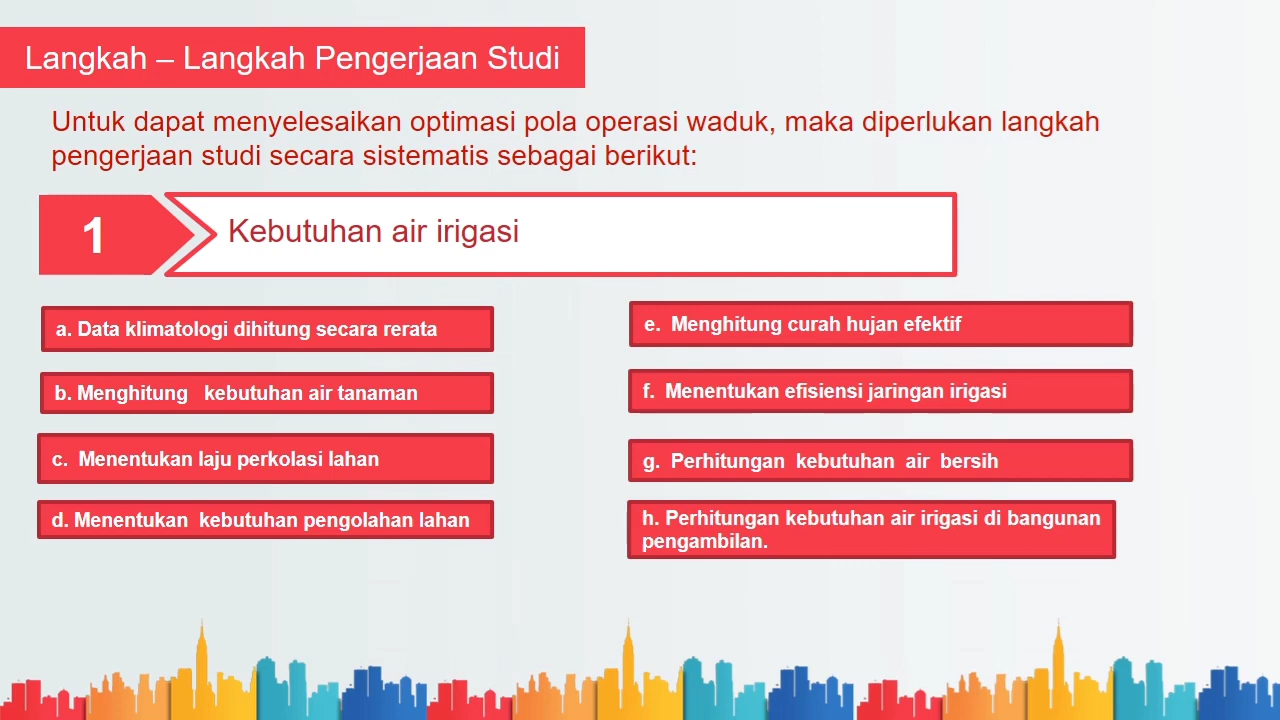 Langkah – Langkah Pengerjaan Studi
Untuk dapat menyelesaikan optimasi pola operasi waduk, maka diperlukan langkah
pengerjaan studi secara sistematis sebagai berikut:
1
Kebutuhan air irigasi
a. Data klimatologi dihitung secara rerata
b. Menghitung kebutuhan air tanaman
c. Menentukan laju perkolasi lahan
d. Menentukan kebutuhan pengolahan lahan
e. Menghitung curah hujan efektif
f. Menentukan efisiensi jaringan irigasi
g. Perhitungan kebutuhan air bersih
h. Perhitungan kebutuhan air irigasi di bangunan
pengambilan.